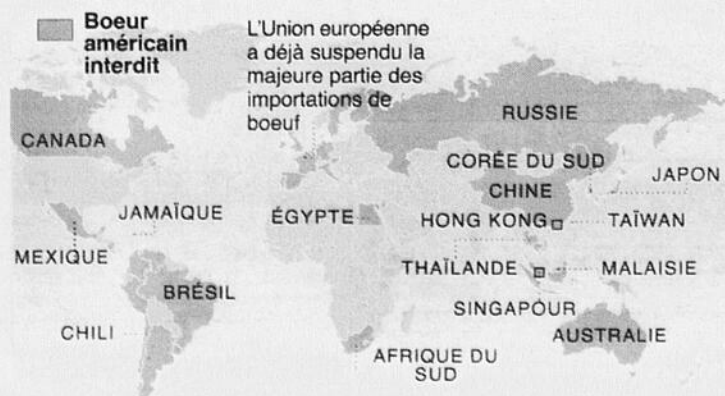 Boeur
américain
interdit
L'Union européenne
a déjà suspendu la
majeure partie des
importations de
boeuf
RUSSIE
CANADA
CORÉE DU SUD
JAPON
CHINE
JAMAÏQUE
ÉGYPTE
HONG KONG
TAÏWAN
MEXIQUE
THAÏLANDE
MALAISIE
BRÉSIL
SINGAPOUR
CHILI
AUSTRALIE
AFRIQUE DU
SUD